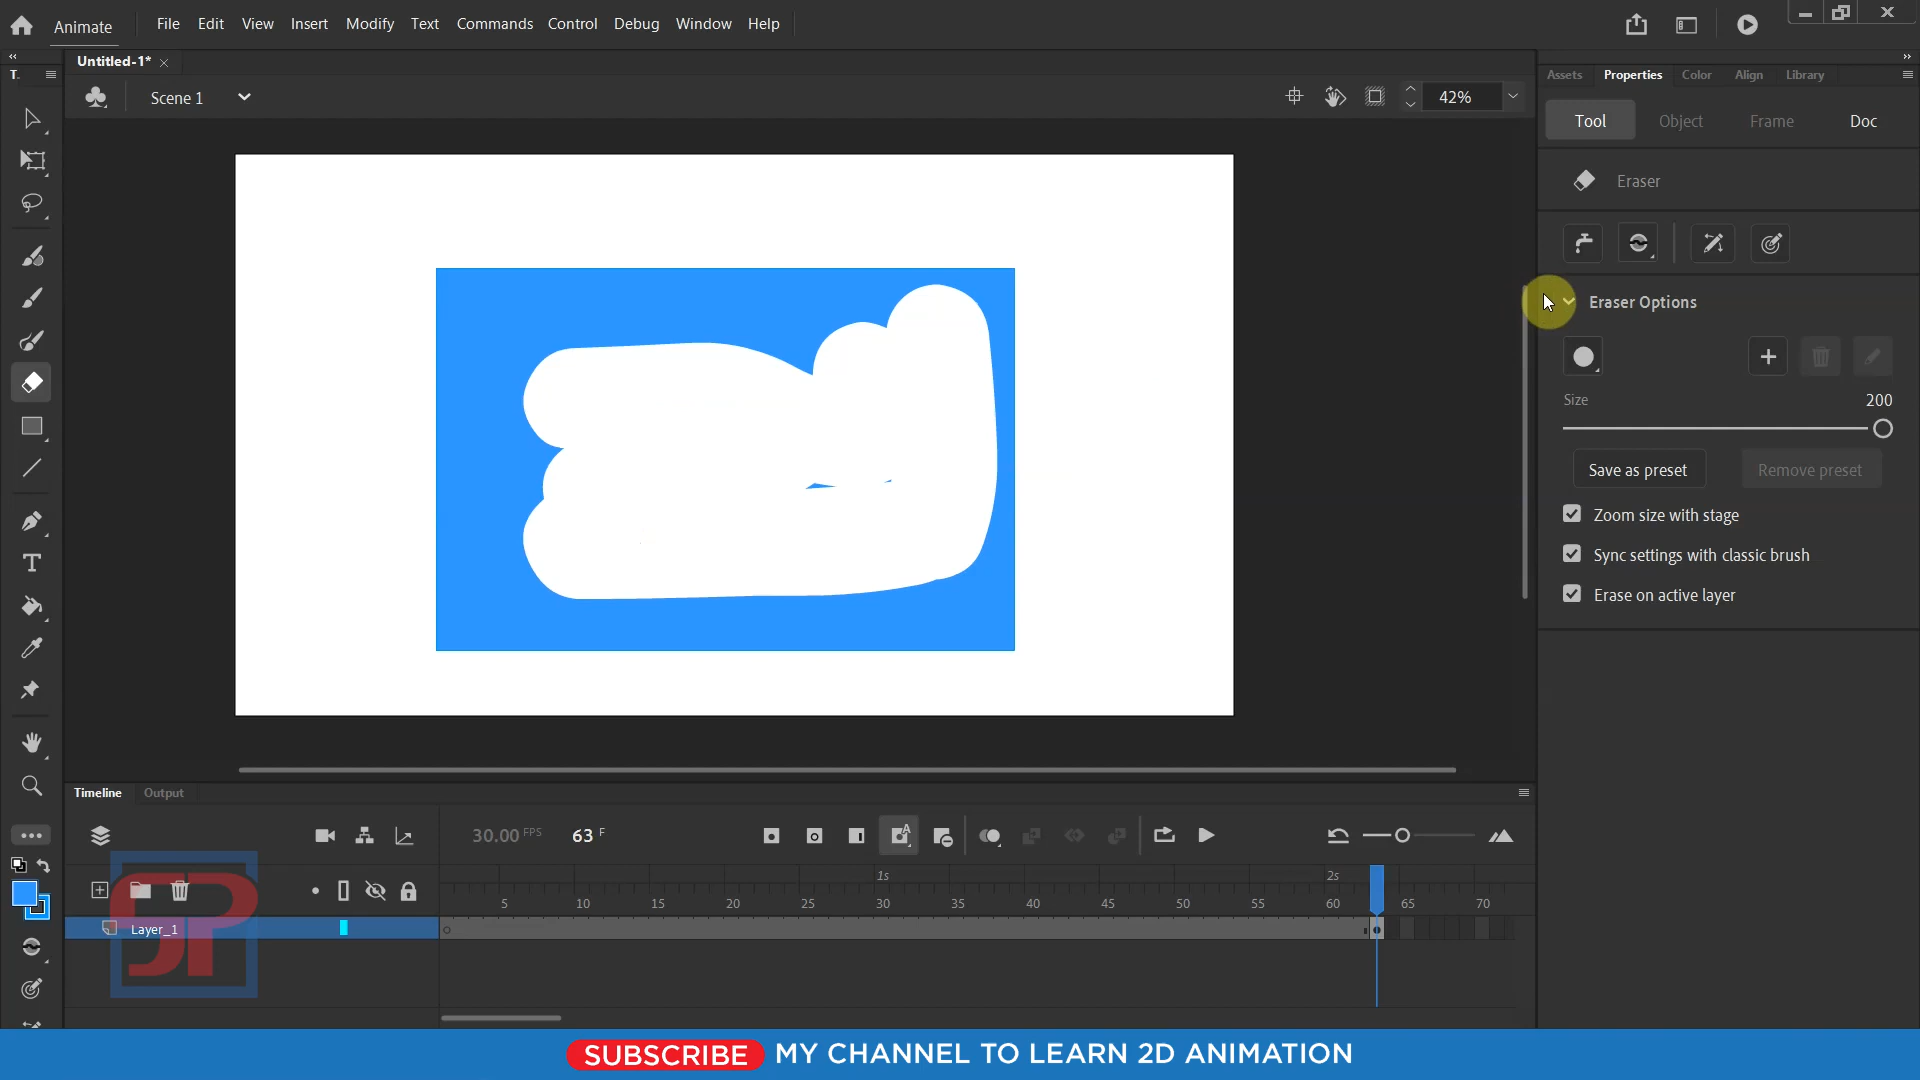 Animate File Edit View Insert Modify Text Commands Control Debug Window Help
Untitled-1*
T.
Assets Properties Color Align Library
Scene 1
42%
Tool Object Frame Doc
Eraser
Eraser Options
Size 200
Save as preset Remove preset
Zoom size with stage
Sync settings with classic brush
Erase on active layer
Timeline Output
30.00 FPS 63 F
A
1s 2s
5 10 15 20 25 30 35 40 45 50 55 60 65 70
Layer_1
SUBSCRIBE MY CHANNEL TO LEARN 2D ANIMATION